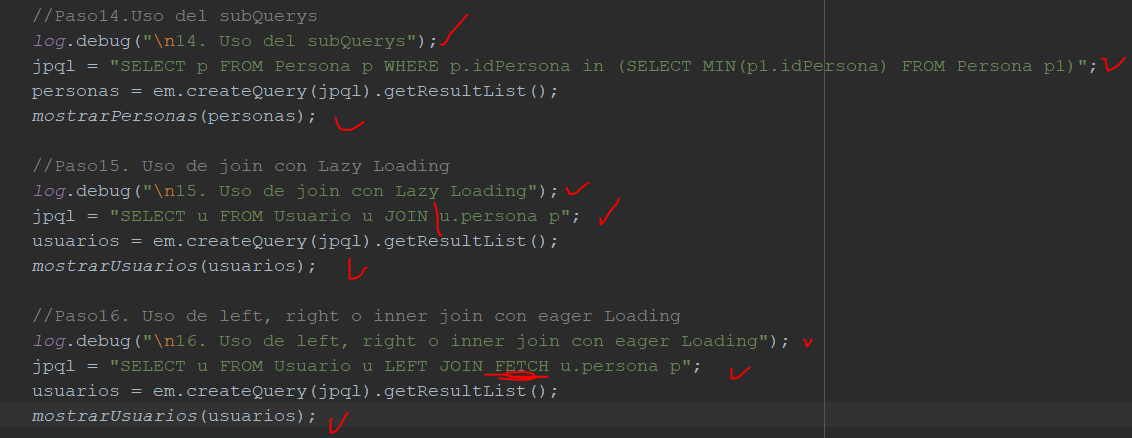 //Paso14.Uso del subQuerys
log.debug("\n14. Uso del subQuerys");
jpql = "SELECT p FROM Persona p WHERE p.idPersona in (SELECT MIN(p1.idPersona) FROM Persona p1)";
personas = em.createQuery(jpql).getResultList();
mostrarPersonas(personas);
//Paso15. Uso de join con Lazy Loading
log.debug("\n15. Uso de join con Lazy Loading");
jpql = "SELECT u FROM Usuario u JOIN u.persona p";
usuarios = em.createQuery(jpql).getResultList();
mostrarUsuarios(usuarios);
//Paso16. Uso de left, right o inner join con eager Loading
log.debug("\n16. Uso de left, right o inner join con eager Loading");
jpql = "SELECT u FROM Usuario u LEFT JOIN FETCH u.persona p";
usuarios = em.createQuery(jpql).getResultList();
mostrarUsuarios(usuarios);